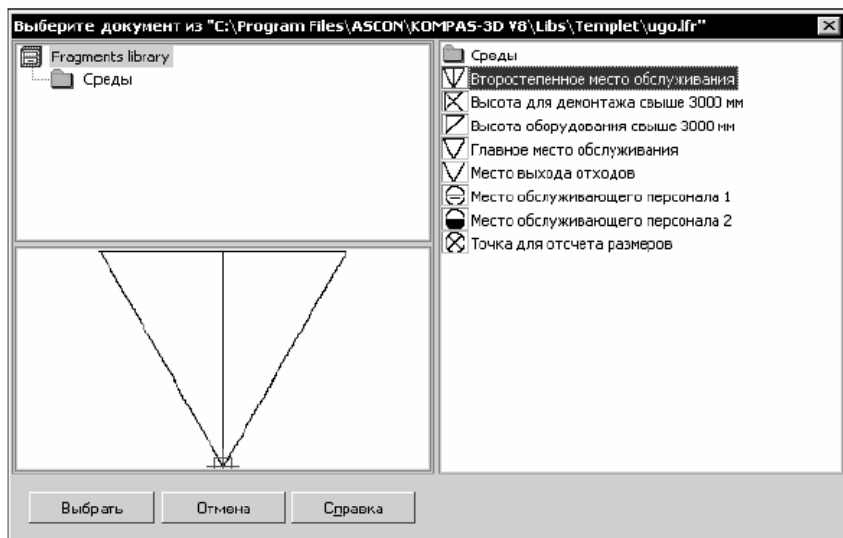 Выберите документ из "C:\Program Files\ASCON\KOMPAS-3D V8\Libs\Templet\ugo.lfr"
Fragments library
Среды
Среды
Второстепенное место обслуживания
Высота для демонтажа свыше 3000 мм
Высота оборудования свыше 3000 мм
Главное место обслуживания
Место выхода отходов
Место обслуживающего персонала 1
Место обслуживающего персонала 2
Точка для отсчета размеров
Выбрать
Отмена
Справка